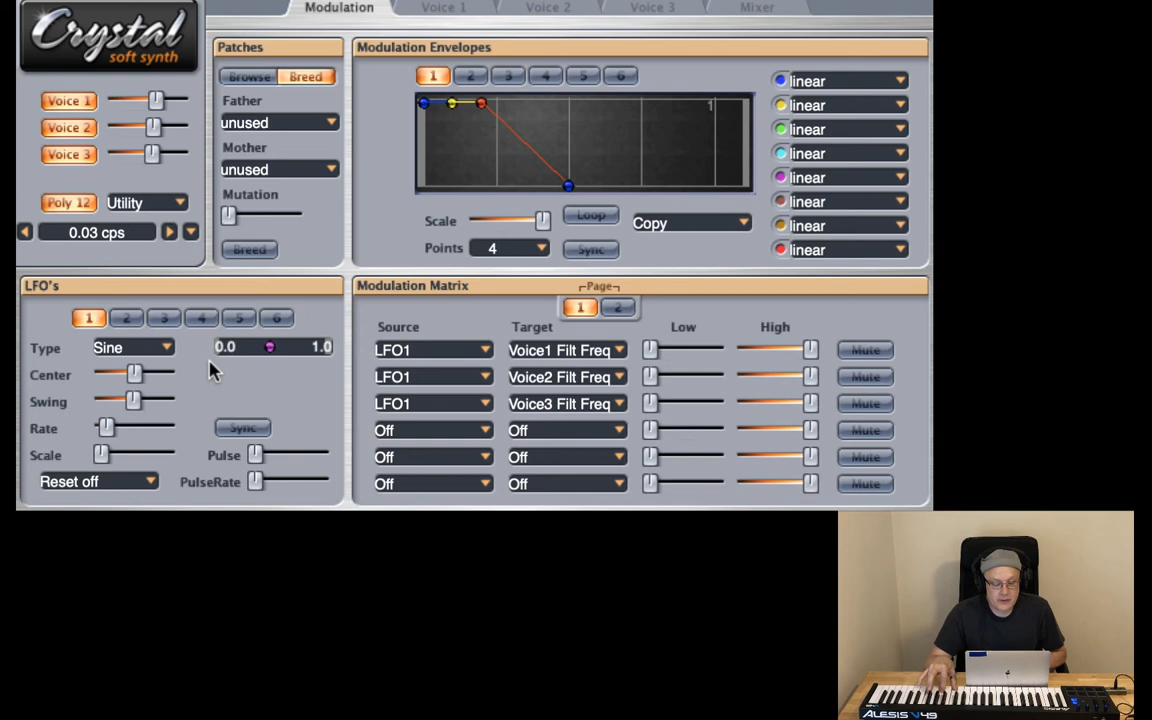 Modulation
Voice 1
Voice 2
Voice 3
Mixer
Crystal
soft synth
Voice 1
Voice 2
Voice 3
Poly 12
Utility
0.03 cps
Patches
Browse
Breed
Father
unused
Mother
unused
Mutation
Breed
Modulation Envelopes
1 2 3 4 5 6
1
Scale
Loop
Copy
Points
4
Sync
linear
linear
linear
linear
linear
linear
linear
linear
LFO's
1 2 3 4 5 6
Type
Sine
0.0
1.0
Center
Swing
Rate
Sync
Scale
Pulse
Reset off
PulseRate
Modulation Matrix
Page
1 2
Source
Target
Low
High
LFO1
Voice1 Filt Freq
Mute
LFO1
Voice2 Filt Freq
Mute
LFO1
Voice3 Filt Freq
Mute
Off
Off
Mute
Off
Off
Mute
Off
Off
Mute
ALESIS V49